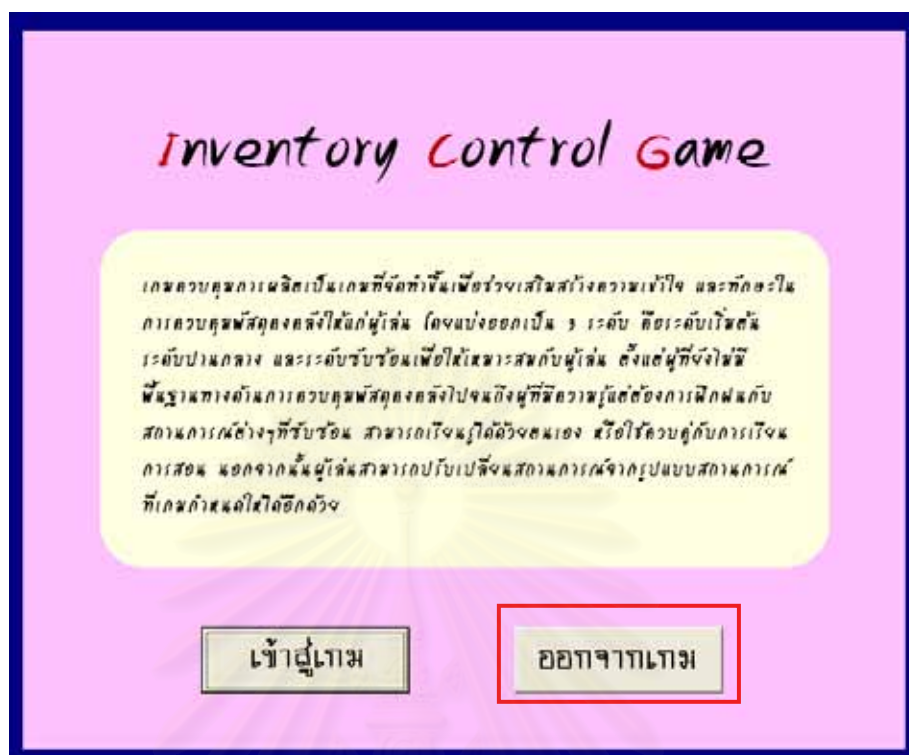 Inventory Control Game
เกมควบคุมการผลิตเป็นเกมที่จัดทำขึ้นเพื่อช่วยเสริมสร้างความเข้าใจ และทักษะใน
การควบคุมพัสดุคงคลังให้แก่ผู้เล่น โดยแบ่งออกเป็น 3 ระดับ คือระดับเริ่มต้น
ระดับปานกลาง และระดับซับซ้อนเพื่อให้เหมาะสมกับผู้เล่น ตั้งแต่ผู้ที่ยังไม่มี
พื้นฐานทางด้านการควบคุมพัสดุคงคลังไปจนถึงผู้ที่มีความรู้แต่ต้องการฝึกฝนกับ
สถานการณ์ต่างๆที่ซับซ้อน สามารถเรียนรู้ได้ด้วยตนเอง หรือใช้ควบคู่กับการเรียน
การสอน นอกจากนั้นผู้เล่นสามารถปรับเปลี่ยนสถานการณ์จากรูปแบบสถานการณ์
ที่เกมกำหนดให้ได้อีกด้วย
เข้าสู่เกม ออกจากเกม